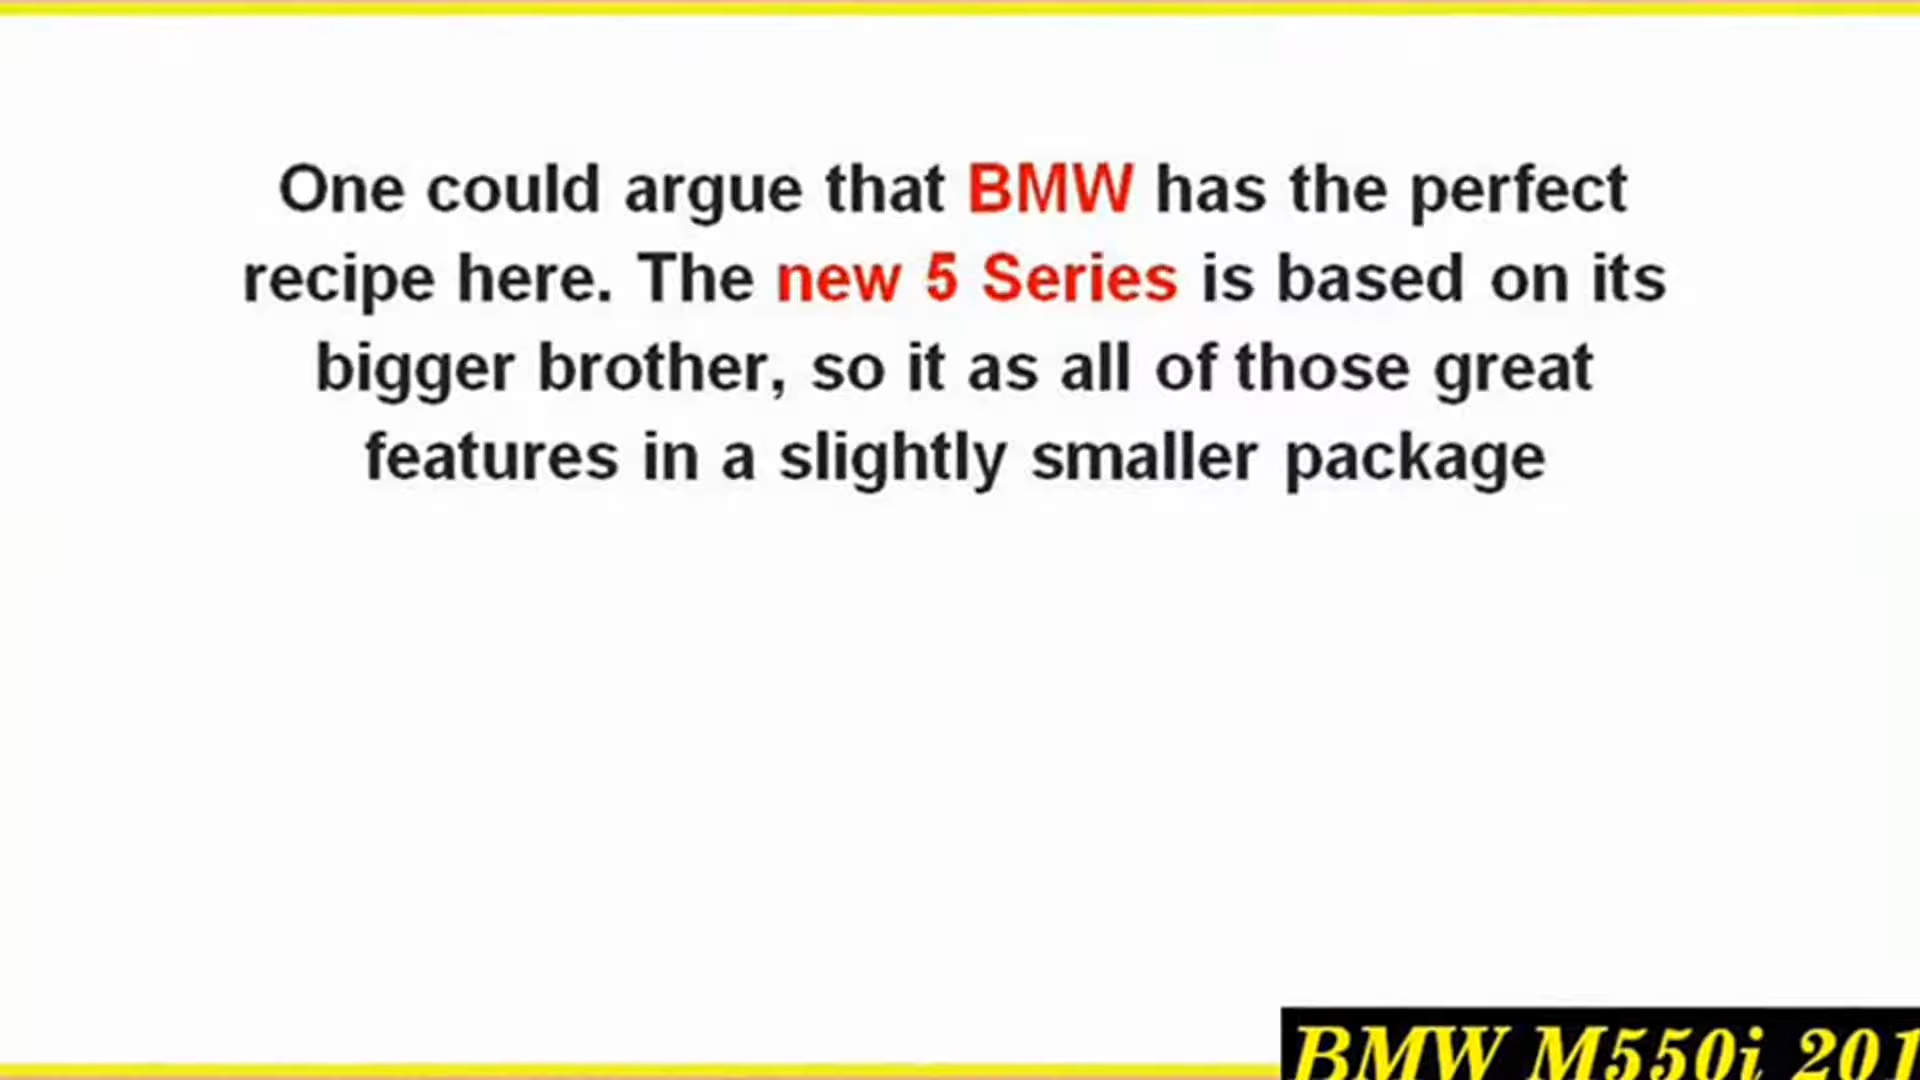 One could argue that BMW has the perfect
recipe here. The new 5 Series is based on its
bigger brother, so it as all of those great
features in a slightly smaller package
BMW M550i 201